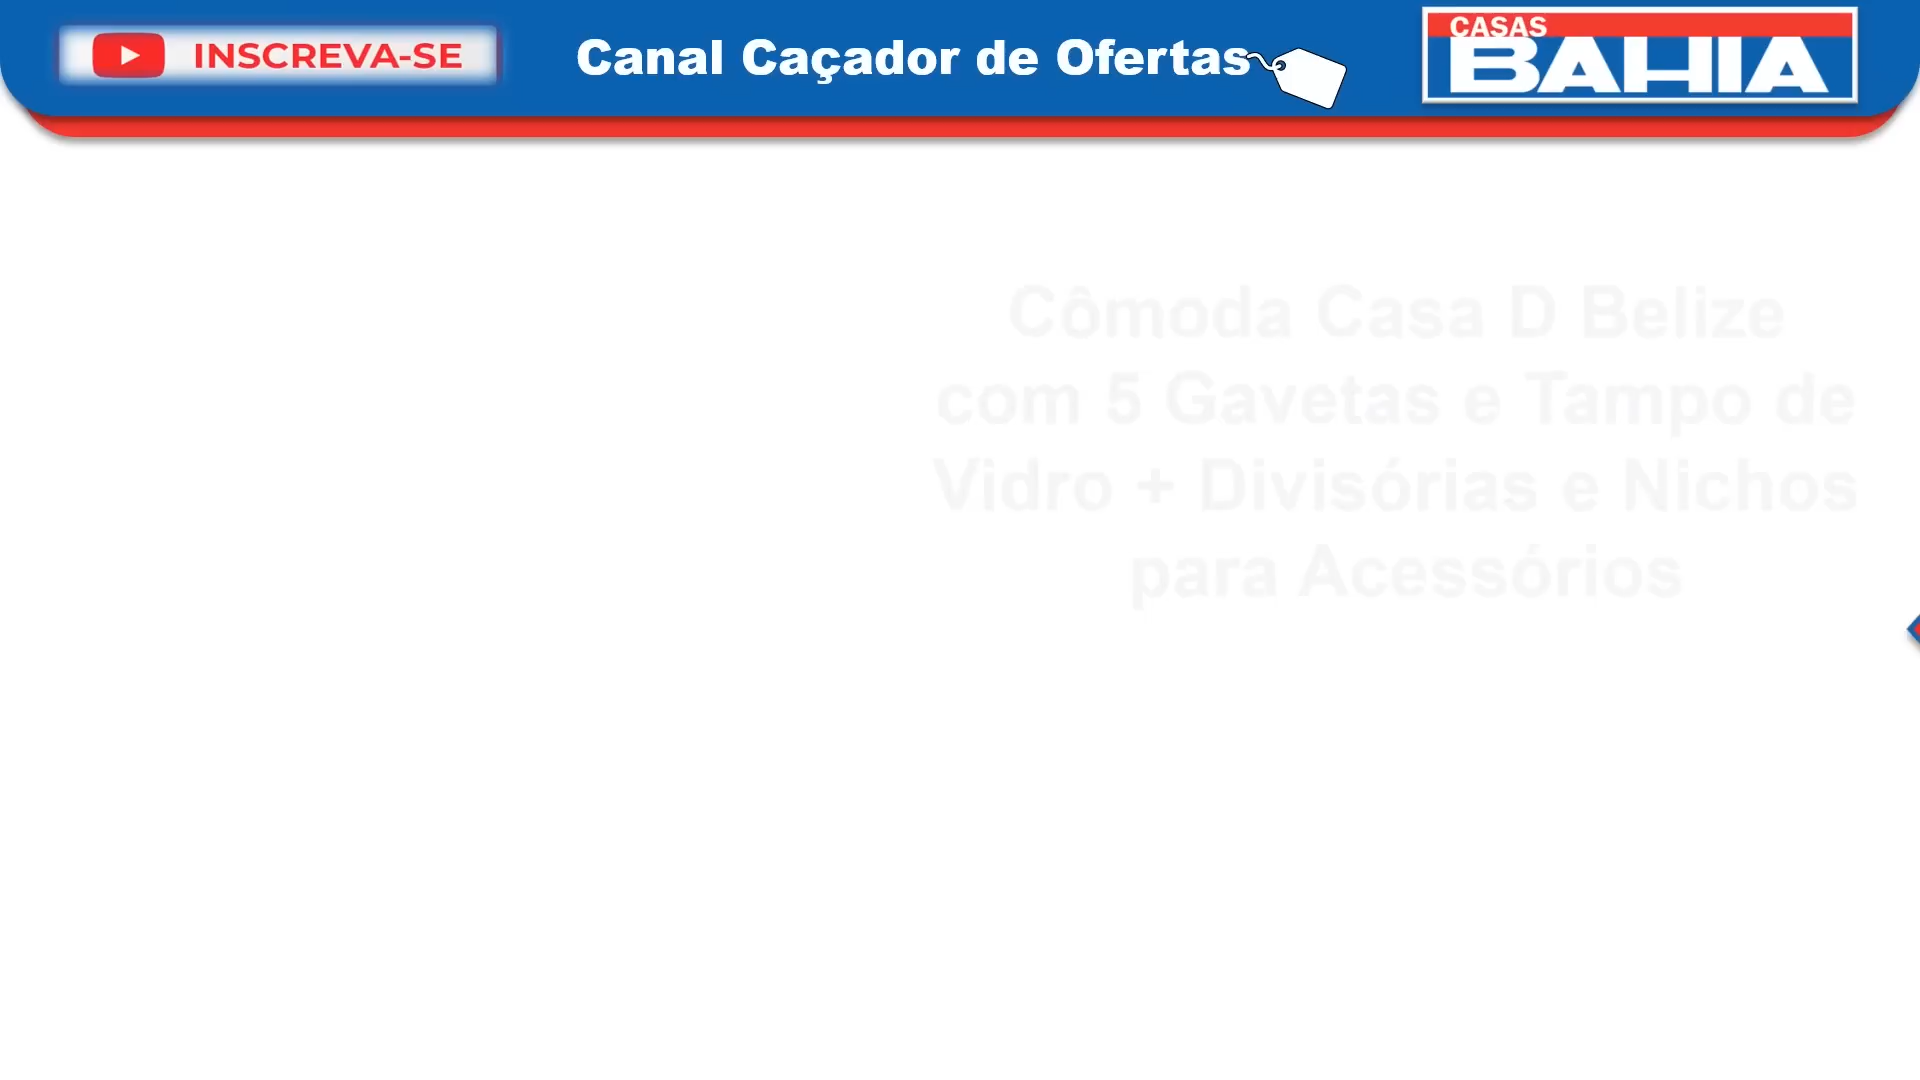 INSCREVA-SE
Canal Caçador de Ofertas
CASAS
BAHIA
Cômoda Casa D Belize
com 5 Gavetas e Tampo de
Vidro + Divisórias e Nichos
para Acessórios